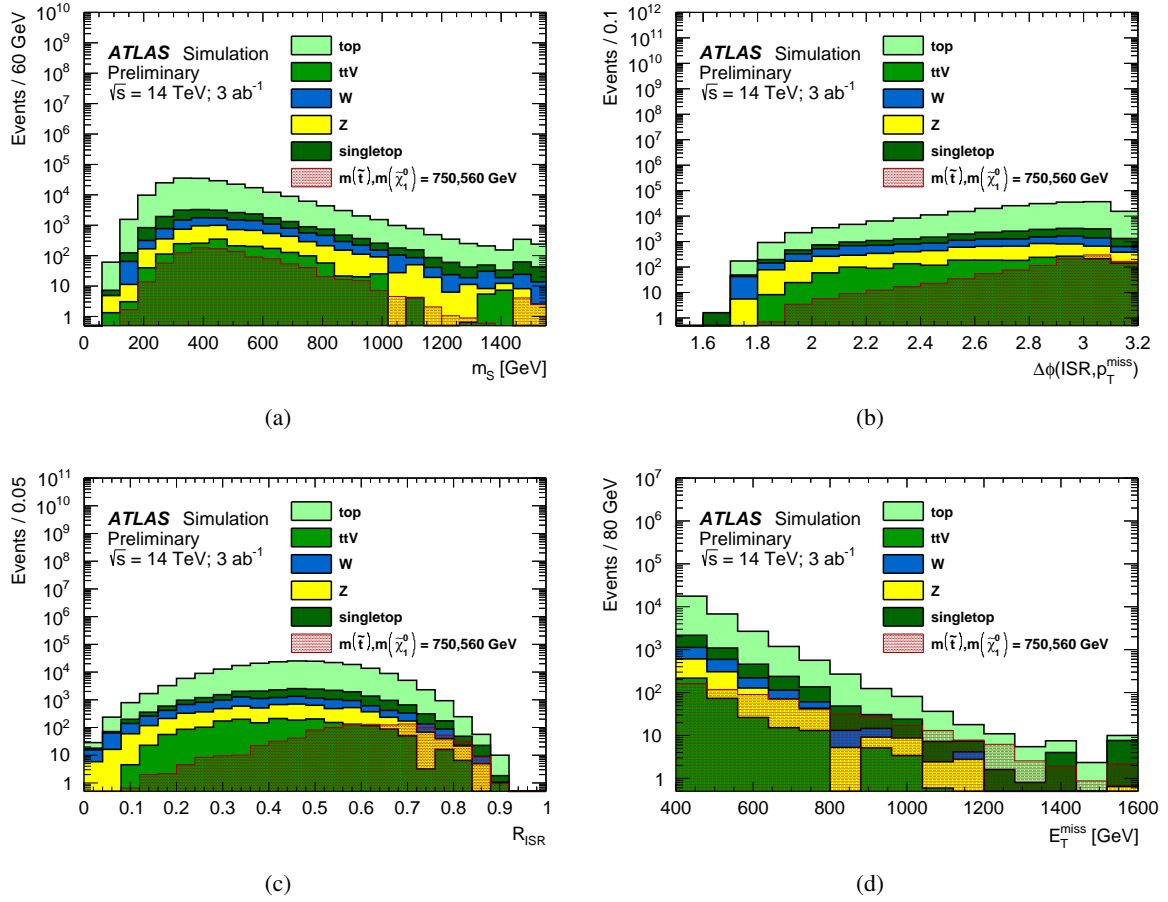 Events / 60 GeV
10^10
10^9
10^8
10^7
10^6
10^5
10^4
10^3
10^2
10
1
ATLAS Simulation
Preliminary
√s = 14 TeV; 3 ab⁻¹
top
ttV
W
Z
singletop
m(t̃),m(χ̃₁⁰) = 750,560 GeV
0 200 400 600 800 1000 1200 1400
m_S [GeV]
(a)
Events / 0.1
10^12
10^11
10^10
10^9
10^8
10^7
10^6
10^5
10^4
10^3
10^2
10
1
ATLAS Simulation
Preliminary
√s = 14 TeV; 3 ab⁻¹
top
ttV
W
Z
singletop
m(t̃),m(χ̃₁⁰) = 750,560 GeV
1.6 1.8 2 2.2 2.4 2.6 2.8 3 3.2
Δϕ(ISR,p_T^miss)
(b)
Events / 0.05
10^11
10^10
10^9
10^8
10^7
10^6
10^5
10^4
10^3
10^2
10
1
ATLAS Simulation
Preliminary
√s = 14 TeV; 3 ab⁻¹
top
ttV
W
Z
singletop
m(t̃),m(χ̃₁⁰) = 750,560 GeV
0 0.1 0.2 0.3 0.4 0.5 0.6 0.7 0.8 0.9 1
R_ISR
(c)
Events / 80 GeV
10^7
10^6
10^5
10^4
10^3
10^2
10
1
ATLAS Simulation
Preliminary
√s = 14 TeV; 3 ab⁻¹
top
ttV
W
Z
singletop
m(t̃),m(χ̃₁⁰) = 750,560 GeV
400 600 800 1000 1200 1400 1600
E_T^miss [GeV]
(d)